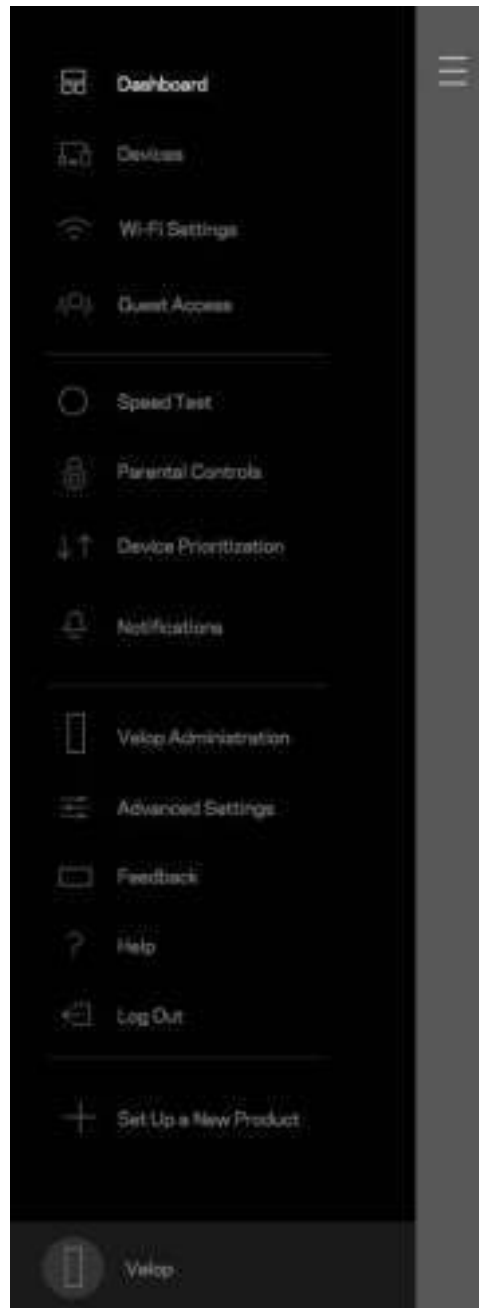 Dashboard
Devices
Wi-Fi Settings
Guest Access
Speed Test
Parental Controls
Device Prioritization
Notifications
Velop Administration
Advanced Settings
Feedback
Help
Log Out
Set Up a New Product
Velop